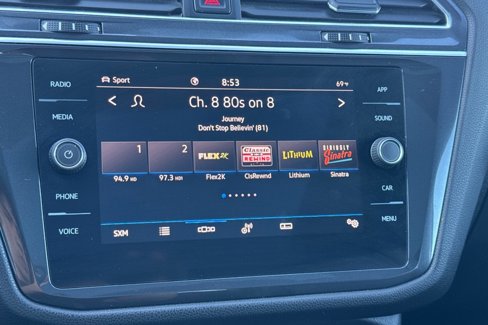 RADIO
MEDIA
PHONE
VOICE
Sport
8:53
69°F
Ch. 8 80s on 8
Journey
Don't Stop Believin' (81)
1
2
FLEX2K
Classic REWIND
LITHIUM
SIRIUSLY Sinatra
94.9 HD
97.3 HD
Flex2K
ClsRewnd
Lithium
Sinatra
SXM
APP
SOUND
CAR
MENU